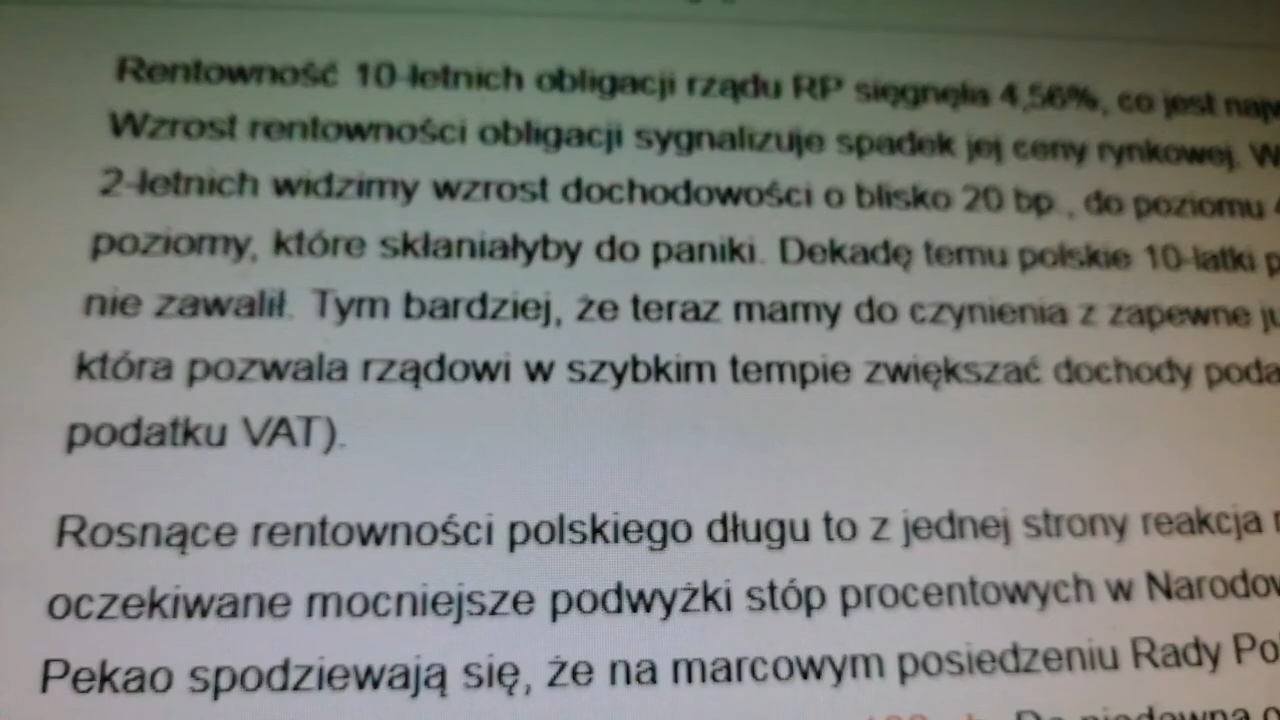 Rentowność 10-letnich obligacji rządu RP sięgnęła 4,56%, co jest
Wzrost rentowności obligacji sygnalizuje spadek jej ceny rynkowej. W
2-letnich widzimy wzrost dochodowości o blisko 20 bp., do poziomu
poziomy, które skłaniałyby do paniki. Dekadę temu polskie 10-latki
nie zawalił. Tym bardziej, że teraz mamy do czynienia z zapewne
która pozwala rządowi w szybkim tempie zwiększać dochody
podatku VAT).
Rosnące rentowności polskiego długu to z jednej strony reakcja
oczekiwane mocniejsze podwyżki stóp procentowych w
Pekao spodziewają się, że na marcowym posiedzeniu Rady